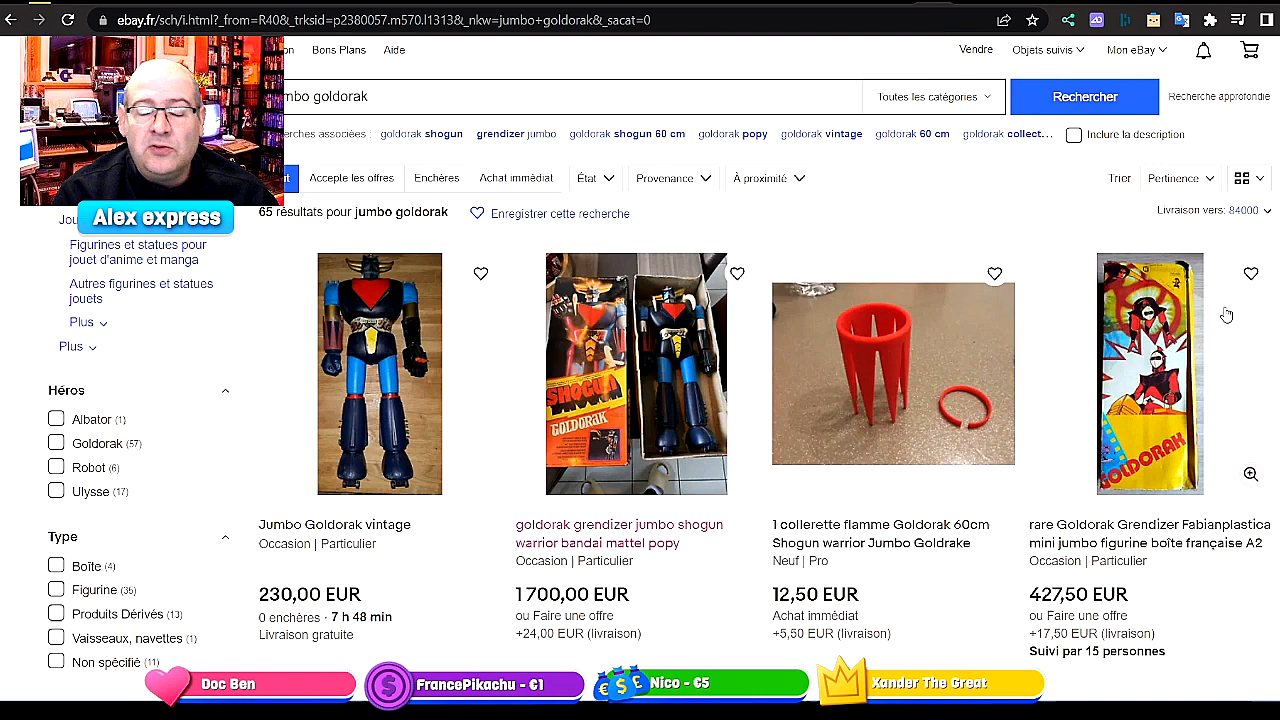 ebay.fr/sch/i.html?_from=R40&_trksid=p2380057.m570.l1313&_nkw=jumbo+goldorak&_sacat=0
on Bons Plans Aide
Vendre Objets suivis Mon eBay
mbo goldorak
Toutes les catégories
Rechercher
Recherche approfondie
erches associées : goldorak shogun grendizer jumbo goldorak shogun 60 cm goldorak popy goldorak vintage goldorak 60 cm goldorak collect... Inclure la description
ut Accepte les offres Enchères Achat immédiat État Provenance À proximité
Trier Pertinence
65 résultats pour jumbo goldorak Enregistrer cette recherche
Livraison vers: 84000
Alex express
Jou
Figurines et statues pour
jouet d'anime et manga
Autres figurines et statues
jouets
Plus
Plus
Héros
Albator (1)
Goldorak (57)
Robot (6)
Ulysse (17)
Type
Boîte (4)
Figurine (35)
Produits Dérivés (13)
Vaisseaux, navettes (1)
Non spécifié (11)
SHOGUN
GOLDORAK
GOLDORAK
Jumbo Goldorak vintage
Occasion | Particulier
230,00 EUR
0 enchères · 7 h 48 min
Livraison gratuite
goldorak grendizer jumbo shogun
warrior bandai mattel popy
Occasion | Particulier
1 700,00 EUR
ou Faire une offre
+24,00 EUR (livraison)
1 collerette flamme Goldorak 60cm
Shogun warrior Jumbo Goldrake
Neuf | Pro
12,50 EUR
Achat immédiat
+5,50 EUR (livraison)
rare Goldorak Grendizer Fabianplastica
mini jumbo figurine boîte française A2
Occasion | Particulier
427,50 EUR
ou Faire une offre
+17,50 EUR (livraison)
Suivi par 15 personnes
Doc Ben
FrancePikachu - €1
Nico - €5
Xander The Great